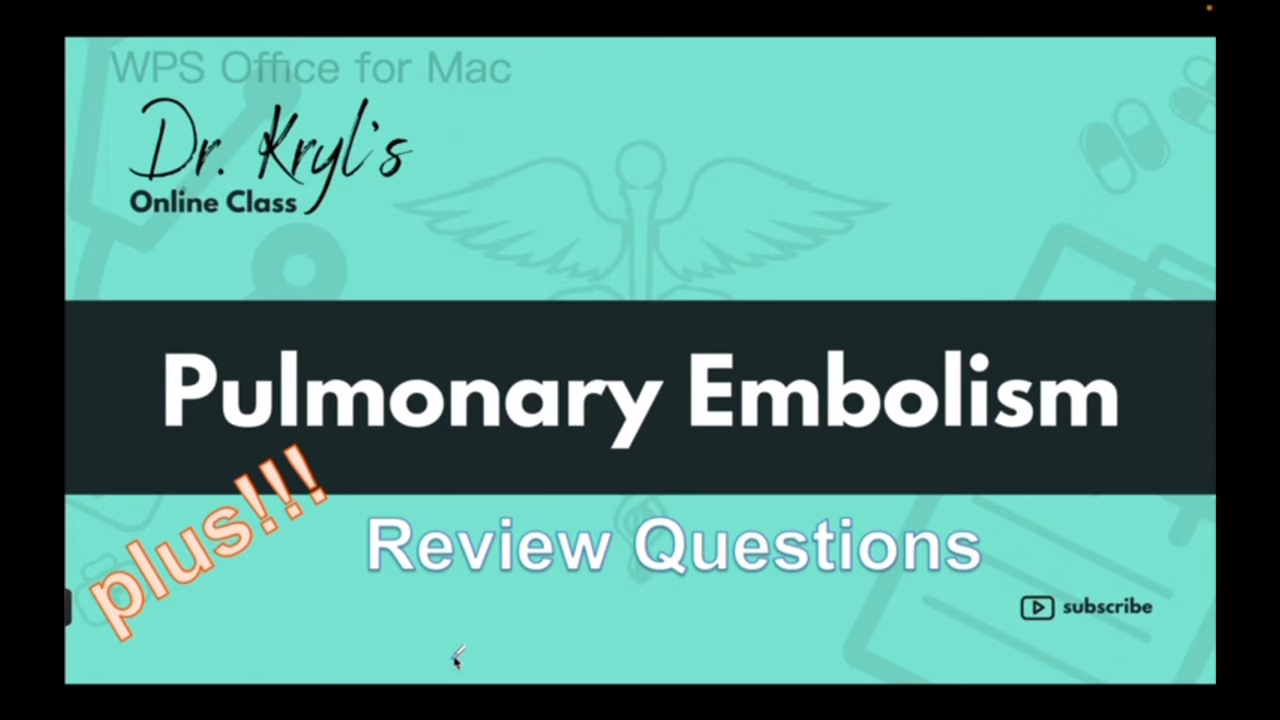 WPS Office for Mac
Dr. Kryl's
Online Class
Pulmonary Embolism
plus!!!
Review Questions
subscribe